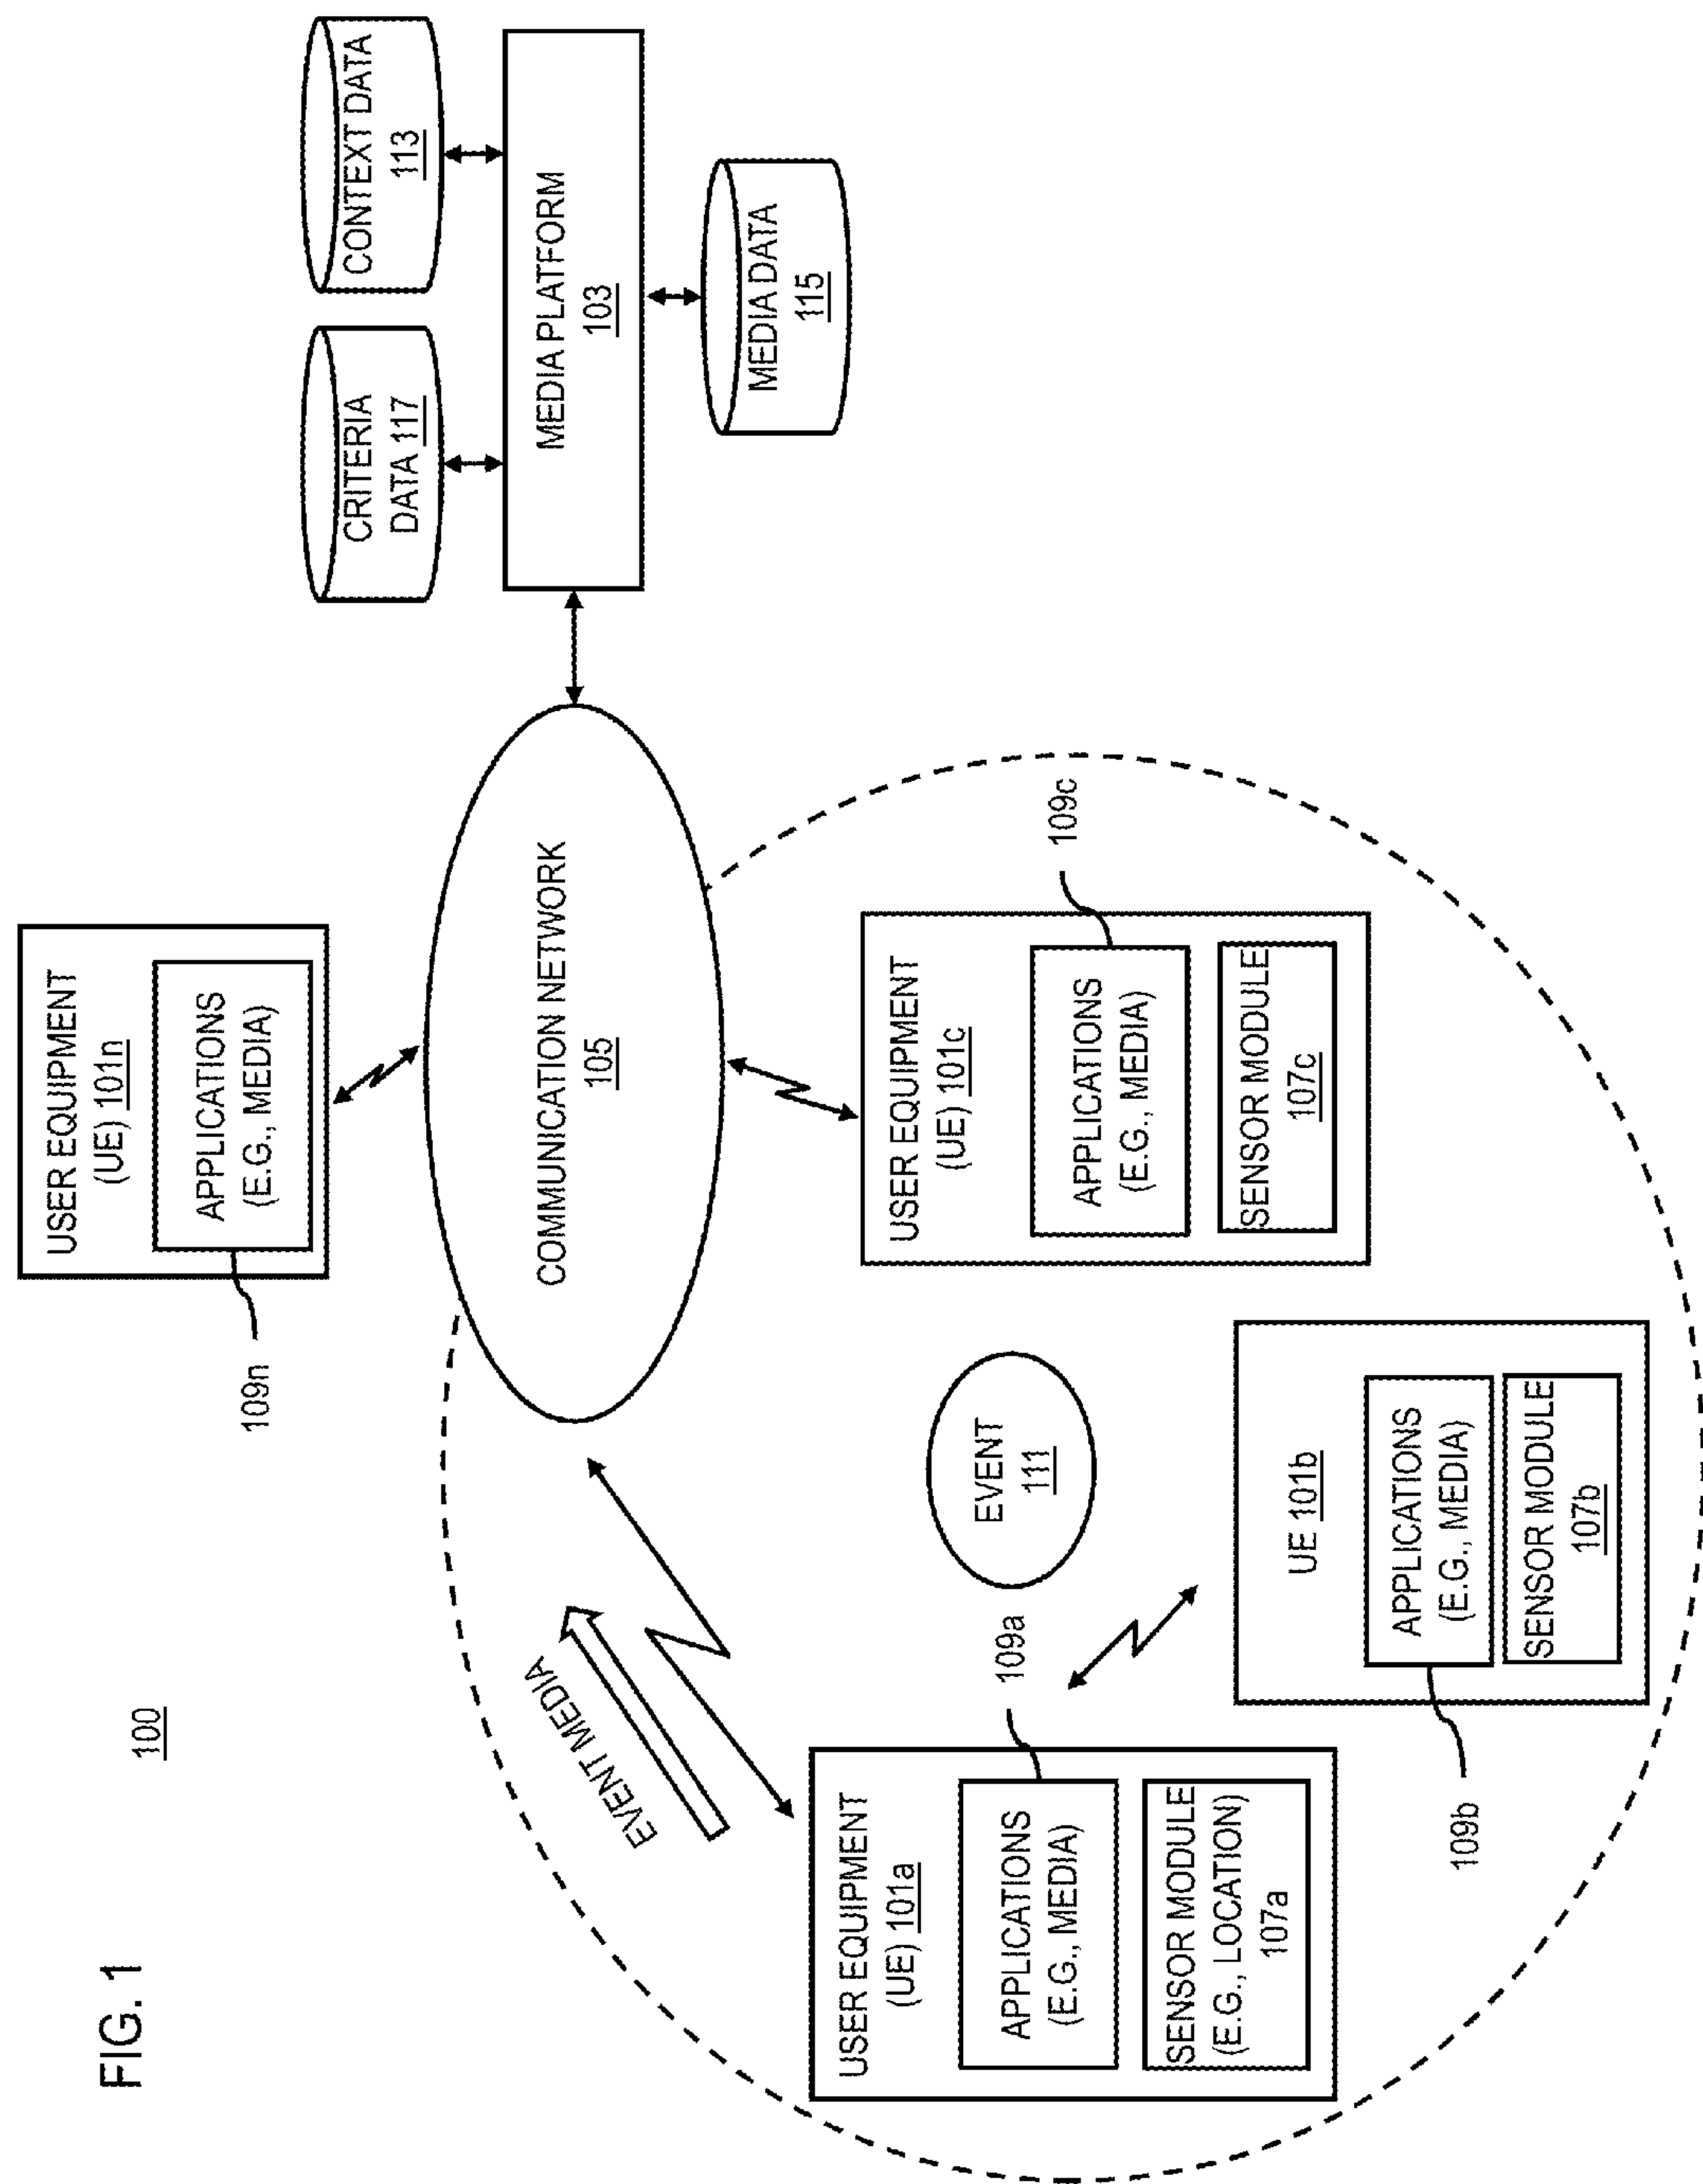 FIG. 1
100
USER EQUIPMENT
(UE) 101n
APPLICATIONS
(E.G., MEDIA)
109n
CRITERIA
DATA 117
CONTEXT DATA
113
COMMUNICATION NETWORK
105
MEDIA PLATFORM
103
MEDIA DATA
115
EVENT MEDIA
USER EQUIPMENT
(UE) 101a
APPLICATIONS
(E.G., MEDIA)
109a
SENSOR MODULE
(E.G., LOCATION)
107a
EVENT
111
USER EQUIPMENT
(UE) 101c
APPLICATIONS
(E.G., MEDIA)
109c
SENSOR MODULE
107c
UE 101b
APPLICATIONS
(E.G., MEDIA)
109b
SENSOR MODULE
107b